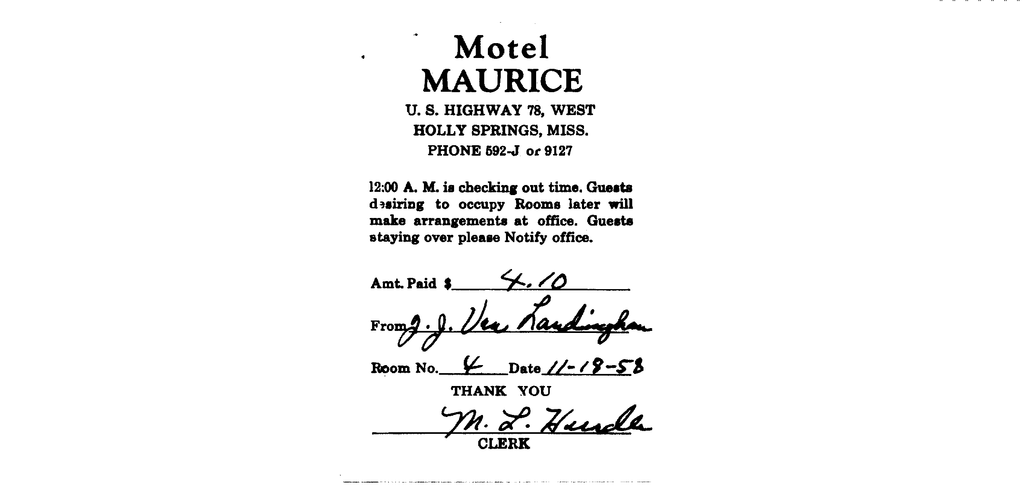 Motel
MAURICE
U. S. HIGHWAY 78, WEST
HOLLY SPRINGS, MISS.
PHONE 592-J or 9127
12:00 A. M. is checking out time. Guests
desiring to occupy Rooms later will
make arrangements at office. Guests
staying over please Notify office.
Amt. Paid $ 4.10
From J. J. Van Landingham
Room No. 4 Date 11-18-58
THANK YOU
M. L.
CLERK